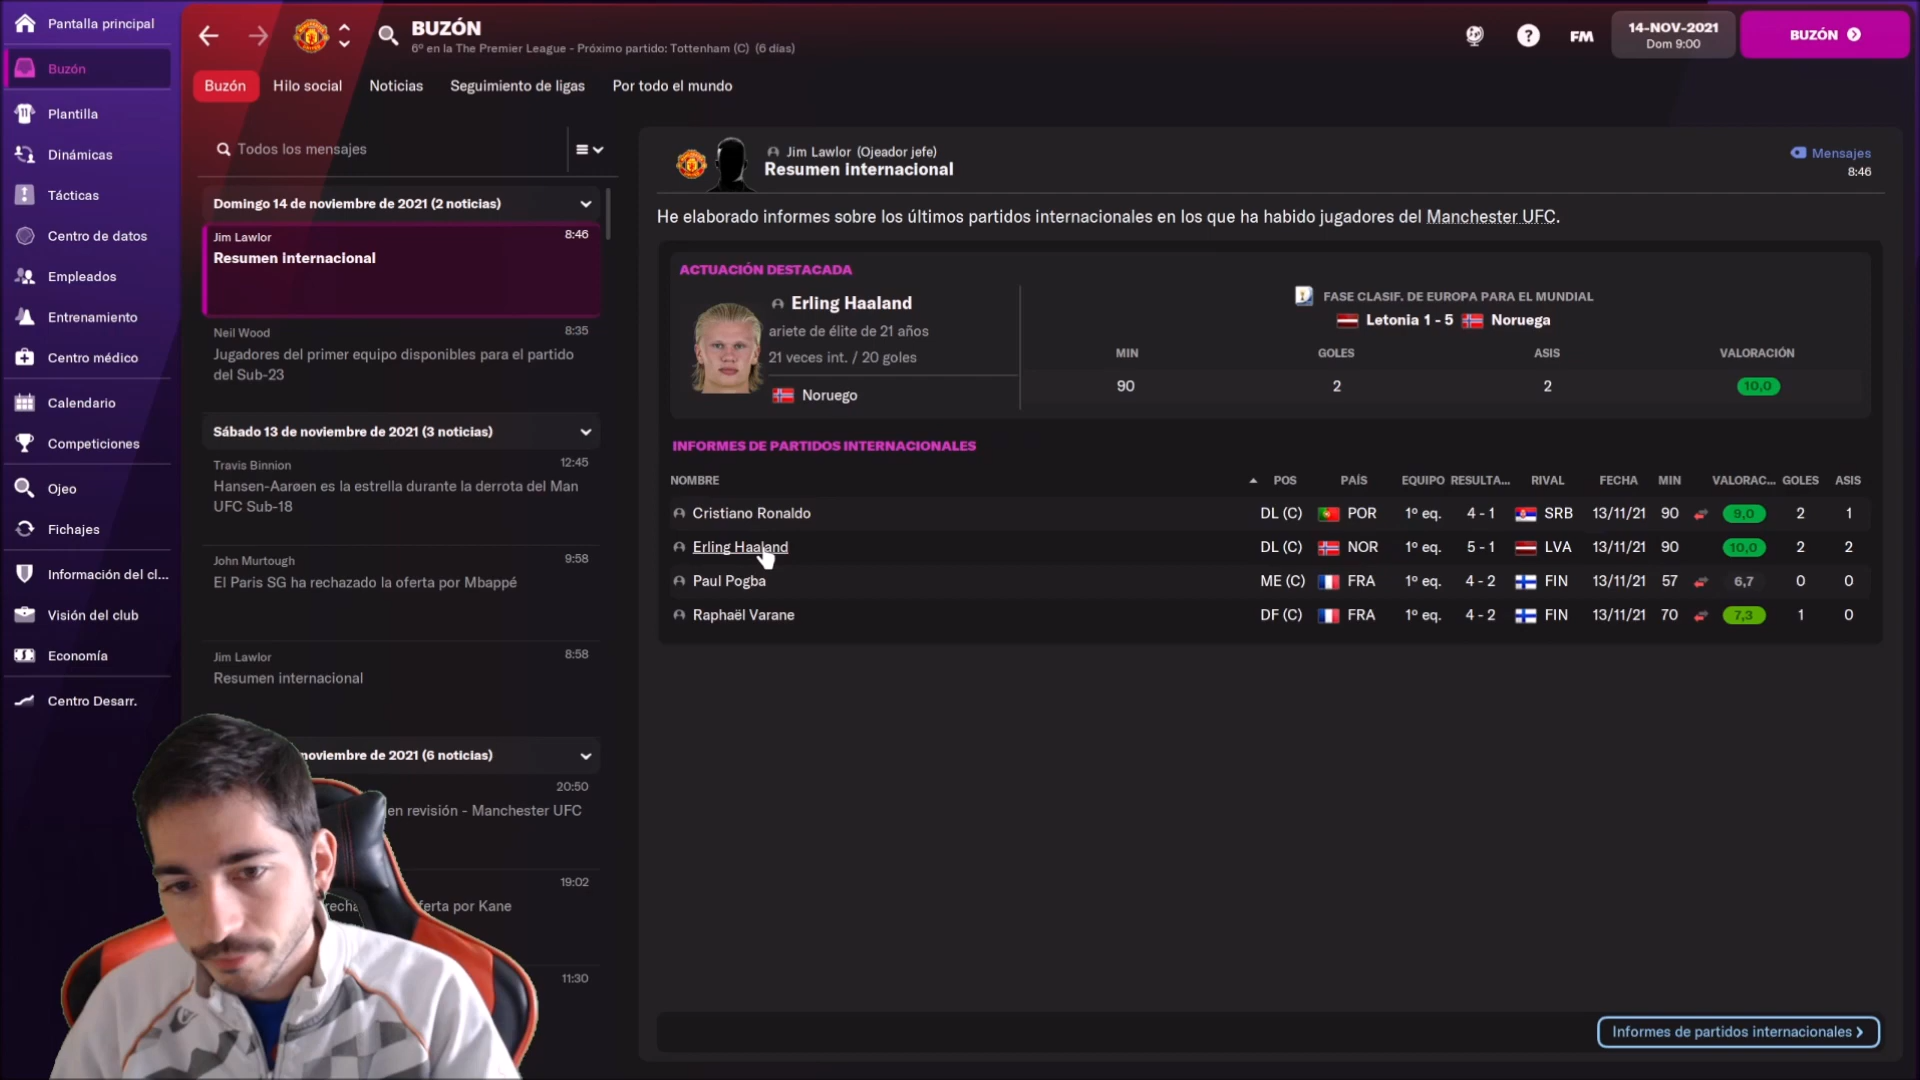 Pantalla principal
Buzón
Plantilla
Dinámicas
Tácticas
Centro de datos
Empleados
Entrenamiento
Centro médico
Calendario
Competiciones
Ojeo
Fichajes
Información del cl...
Visión del club
Economía
Centro Desarr.
BUZÓN
6º en la The Premier League - Próximo partido: Tottenham (C) (6 días)
FM
14-NOV-2021
Dom 9:00
BUZÓN
Buzón Hilo social Noticias Seguimiento de ligas Por todo el mundo
Todos los mensajes
Domingo 14 de noviembre de 2021 (2 noticias)
Jim Lawlor 8:46
Resumen internacional
Neil Wood 8:35
Jugadores del primer equipo disponibles para el partido
del Sub-23
Sábado 13 de noviembre de 2021 (3 noticias)
Travis Binnion 12:45
Hansen-Aarøen es la estrella durante la derrota del Man
UFC Sub-18
John Murtough 9:58
El Paris SG ha rechazado la oferta por Mbappé
Jim Lawlor 8:58
Resumen internacional
noviembre de 2021 (6 noticias)
20:50
en revisión - Manchester UFC
19:02
recha ferta por Kane
11:30
Jim Lawlor (Ojeador jefe)
Resumen internacional
Mensajes
8:46
He elaborado informes sobre los últimos partidos internacionales en los que ha habido jugadores del Manchester UFC.
ACTUACIÓN DESTACADA
Erling Haaland
ariete de élite de 21 años
21 veces int. / 20 goles
Noruego
FASE CLASIF. DE EUROPA PARA EL MUNDIAL
Letonia 1 - 5 Noruega
MIN GOLES ASIS VALORACIÓN
90 2 2 10,0
INFORMES DE PARTIDOS INTERNACIONALES
NOMBRE POS PAÍS EQUIPO RESULTA... RIVAL FECHA MIN VALORAC... GOLES ASIS
Cristiano Ronaldo DL (C) POR 1º eq. 4 - 1 SRB 13/11/21 90 9,0 2 1
Erling Haaland DL (C) NOR 1º eq. 5 - 1 LVA 13/11/21 90 10,0 2 2
Paul Pogba ME (C) FRA 1º eq. 4 - 2 FIN 13/11/21 57 6,7 0 0
Raphaël Varane DF (C) FRA 1º eq. 4 - 2 FIN 13/11/21 70 7,3 1 0
Informes de partidos internacionales